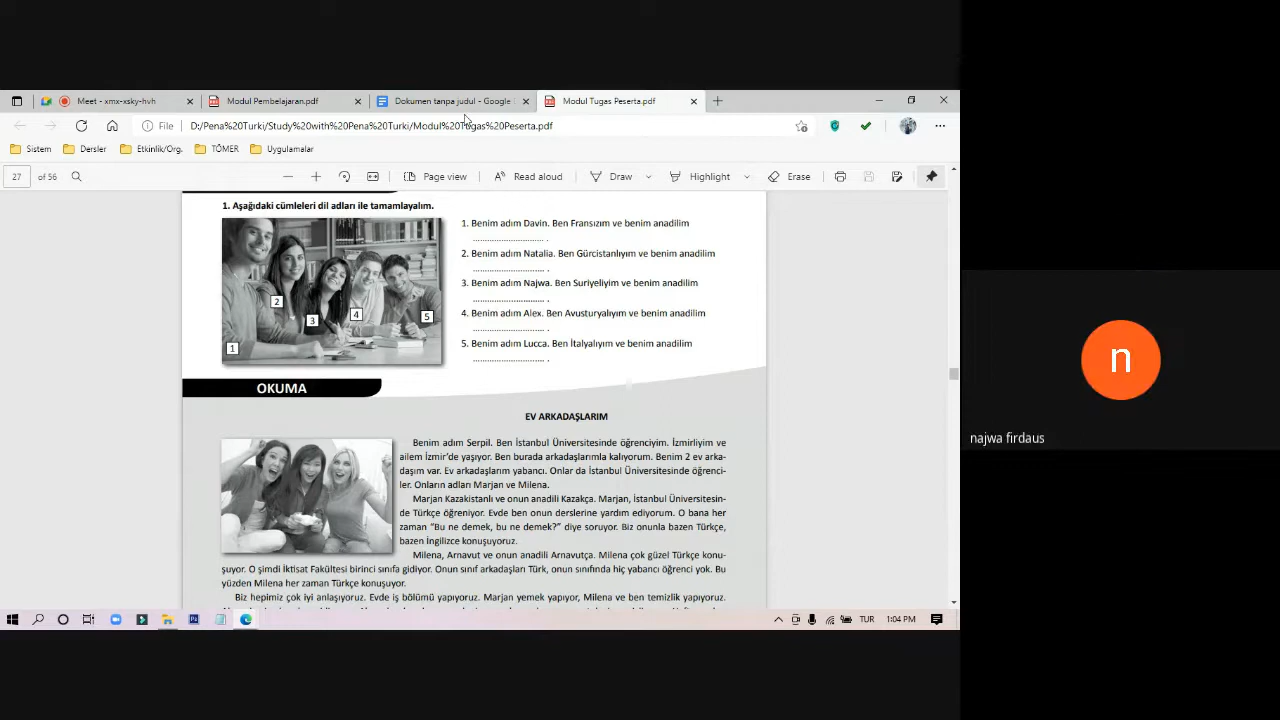 Meet - xmx-xsky-hvh
Modul Pembelajaran.pdf
Dokumen tanpa judul - Google
Modul Tugas Peserta.pdf
File
D:/Pena%20Turki/Study%20with%20Pena%20Turki/Modul%20Tugas%20Peserta.pdf
Sistem
Dersler
Etkinlik/Org.
TÖMER
Uygulamalar
27
of 56
Page view
Read aloud
Draw
Highlight
Erase
1. Aşağıdaki cümleleri dil adları ile tamamlayalım.
1
2
3
4
5
1. Benim adım Davin. Ben Fransızım ve benim anadilim
............................ .
2. Benim adım Natalia. Ben Gürcistanlıyım ve benim anadilim
............................ .
3. Benim adım Najwa. Ben Suriyeliyim ve benim anadilim
............................ .
4. Benim adım Alex. Ben Avusturyalıyım ve benim anadilim
............................ .
5. Benim adım Lucca. Ben İtalyalıyım ve benim anadilim
............................ .
OKUMA
EV ARKADAŞLARIM
Benim adım Serpil. Ben İstanbul Üniversitesinde öğrenciyim. İzmirliyim ve
ailem İzmir'de yaşıyor. Ben burada arkadaşlarımla kalıyorum. Benim 2 ev arka-
daşım var. Ev arkadaşlarım yabancı. Onlar da İstanbul Üniversitesinde öğrenci-
ler. Onların adları Marjan ve Milena.
Marjan Kazakistanlı ve onun anadili Kazakça. Marjan, İstanbul Üniversitesin-
de Türkçe öğreniyor. Evde ben onun derslerine yardım ediyorum. O bana her
zaman "Bu ne demek, bu ne demek?" diye soruyor. Biz onunla bazen Türkçe,
bazen İngilizce konuşuyoruz.
Milena, Arnavut ve onun anadili Arnavutça. Milena çok güzel Türkçe konu-
şuyor. O şimdi İktisat Fakültesi birinci sınıfa gidiyor. Onun sınıf arkadaşları Türk, onun sınıfında hiç yabancı öğrenci yok. Bu
yüzden Milena her zaman Türkçe konuşuyor.
Biz hepimiz çok iyi anlaşıyoruz. Evde iş bölümü yapıyoruz. Marjan yemek yapıyor, Milena ve ben temizlik yapıyoruz.
TUR
1:04 PM
n
najwa firdaus